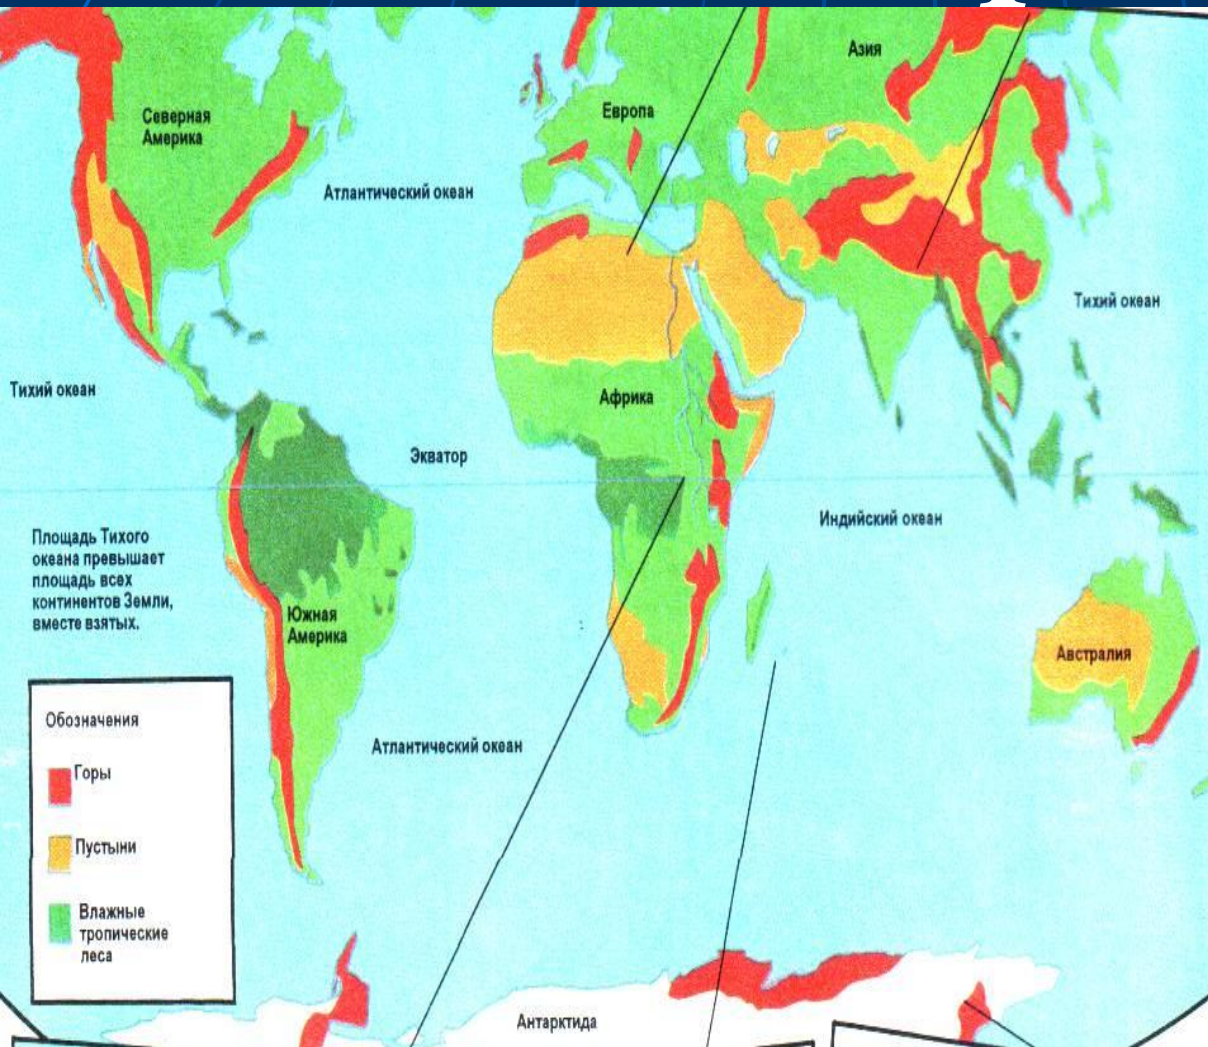 Азия
Северная
Америка
Европа
Атлантический океан
Тихий океан
Тихий океан
Африка
Экватор
Индийский океан
Площадь Тихого
океана превышает
площадь всех
континентов Земли,
вместе взятых.
Южная
Америка
Австралия
Обозначения
Атлантический океан
Горы
Пустыни
Влажные
тропические
леса
Антарктида